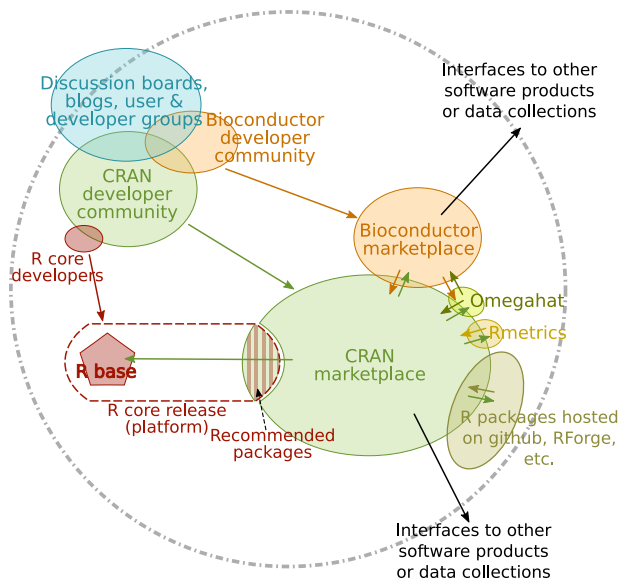 Interfaces to other
software products
or data collections
Discussion boards,
blogs, user &
developer groups
Bioconductor
developer
community
CRAN
developer
community
R core
developers
Bioconductor
marketplace
Omegahat
Rmetrics
CRAN
marketplace
R base
R core release
(platform)
Recommended
packages
R packages hosted
on github, RForge,
etc.
Interfaces to other
software products
or data collections